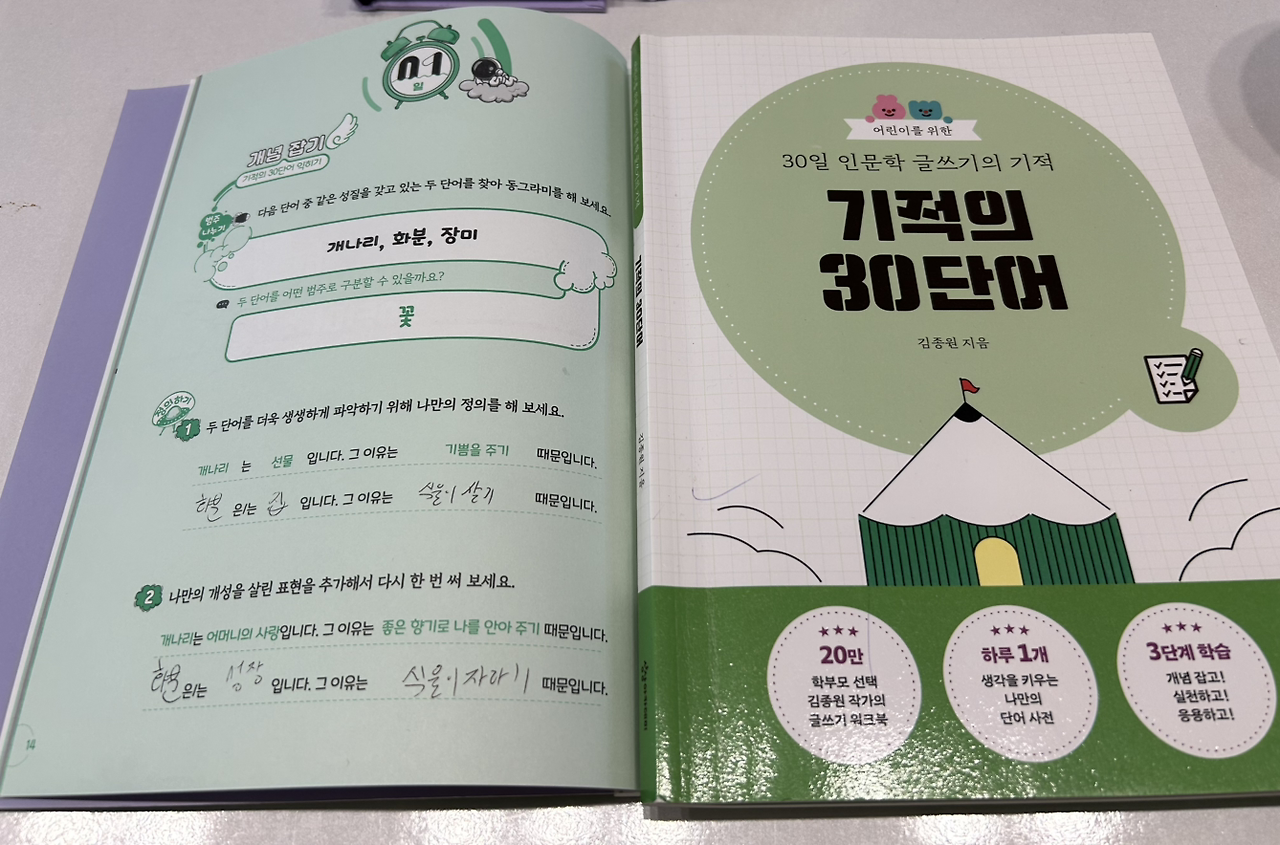 01
일
개념 잡기
기적의 30단어 익히기
범주
나누기
다음 단어 중 같은 성질을 갖고 있는 두 단어를 찾아 동그라미를 해 보세요.
개나리, 화분, 장미
두 단어를 어떤 범주로 구분할 수 있을까요?
꽃
정의하기
1 두 단어를 더욱 생생하게 파악하기 위해 나만의 정의를 해 보세요.
개나리 는 선물 입니다. 그 이유는 기쁨을 주기 때문입니다.
화분 은/는 집 입니다. 그 이유는 식물이 살기 때문입니다.
2 나만의 개성을 살린 표현을 추가해서 다시 한 번 써 보세요.
개나리는 어머니의 사랑입니다. 그 이유는 좋은 향기로 나를 안아 주기 때문입니다.
화분 은/는 성장 입니다. 그 이유는 식물이 자라기 때문입니다.
14
기적의 30단어
김종원 지음
어린이를 위한
30일 인문학 글쓰기의 기적
기적의
30단어
김종원 지음
20만
학부모 선택
김종원 작가의
글쓰기 워크북
하루 1개
생각을 키우는
나만의
단어 사전
3단계 학습
개념 잡고!
실천하고!
응용하고!